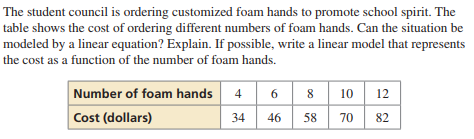 The student council is ordering customized foam hands to promote school spirit. The
table shows the cost of ordering different numbers of foam hands. Can the situation be
modeled by a linear equation? Explain. If possible, write a linear model that represents
the cost as a function of the number of foam hands.
Number of foam hands 4 6 8 10 12
Cost (dollars) 34 46 58 70 82